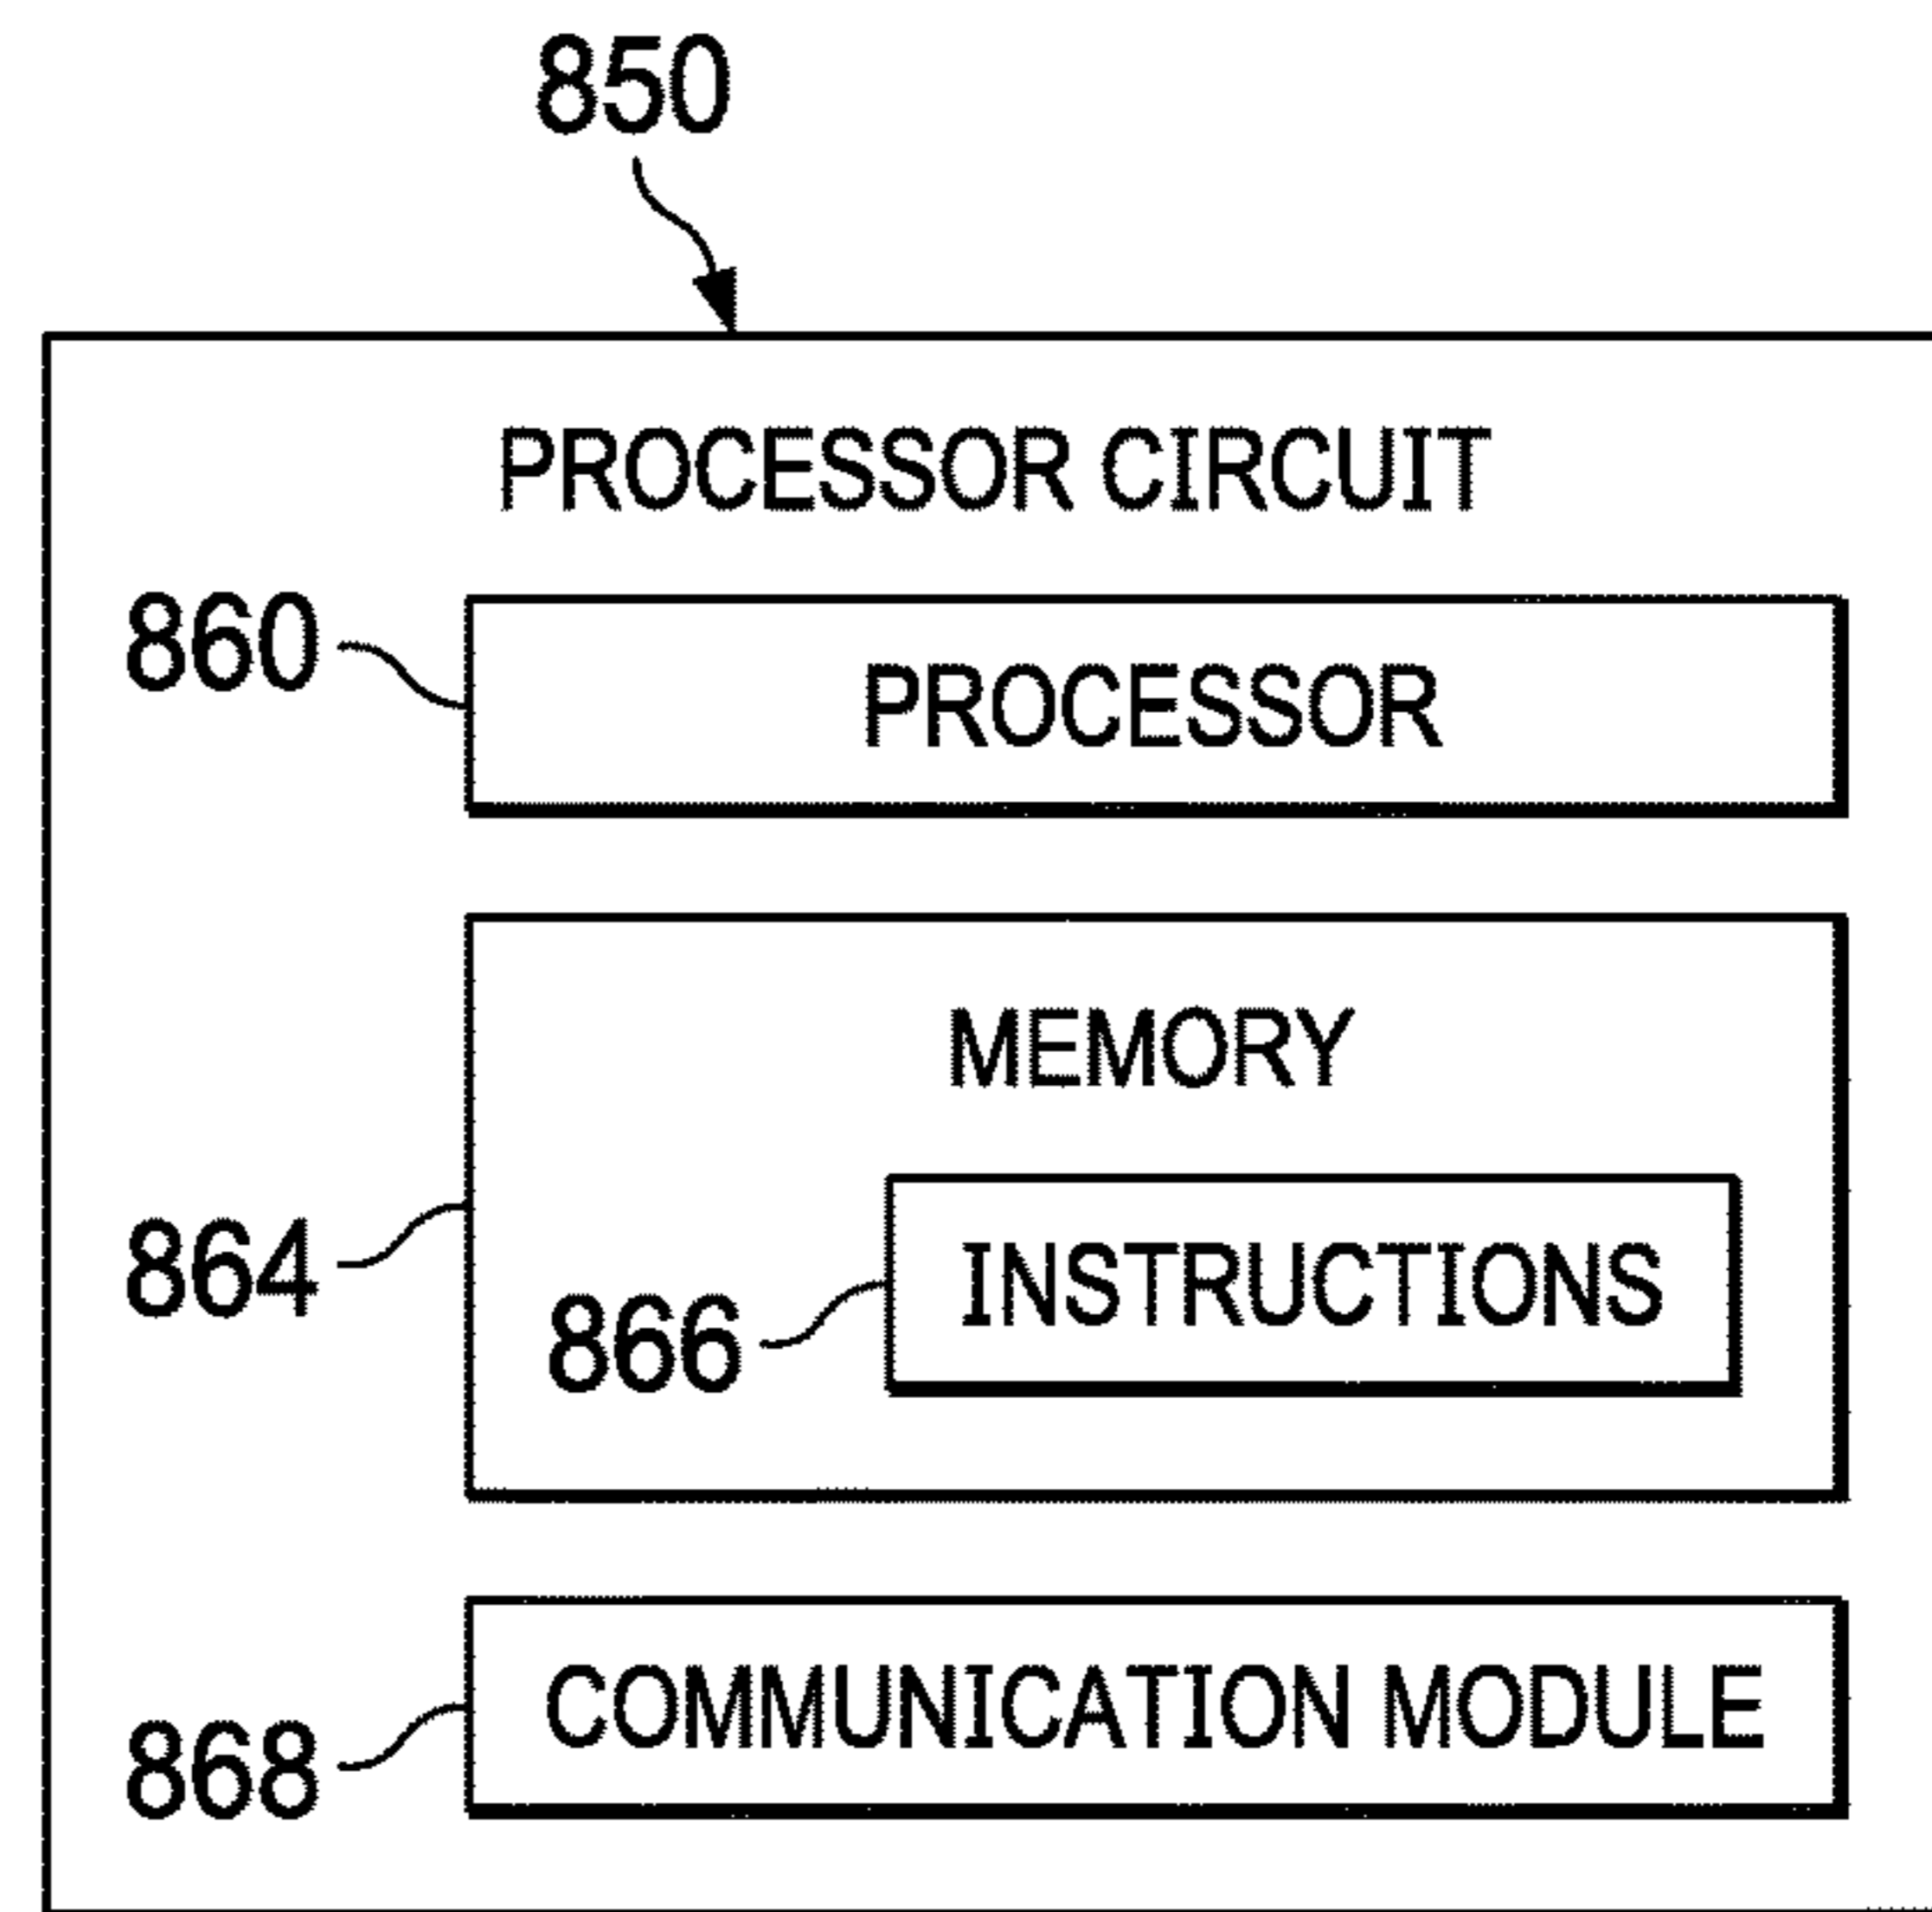 850
PROCESSOR CIRCUIT
860
PROCESSOR
MEMORY
864
INSTRUCTIONS
866
COMMUNICATION MODULE
868